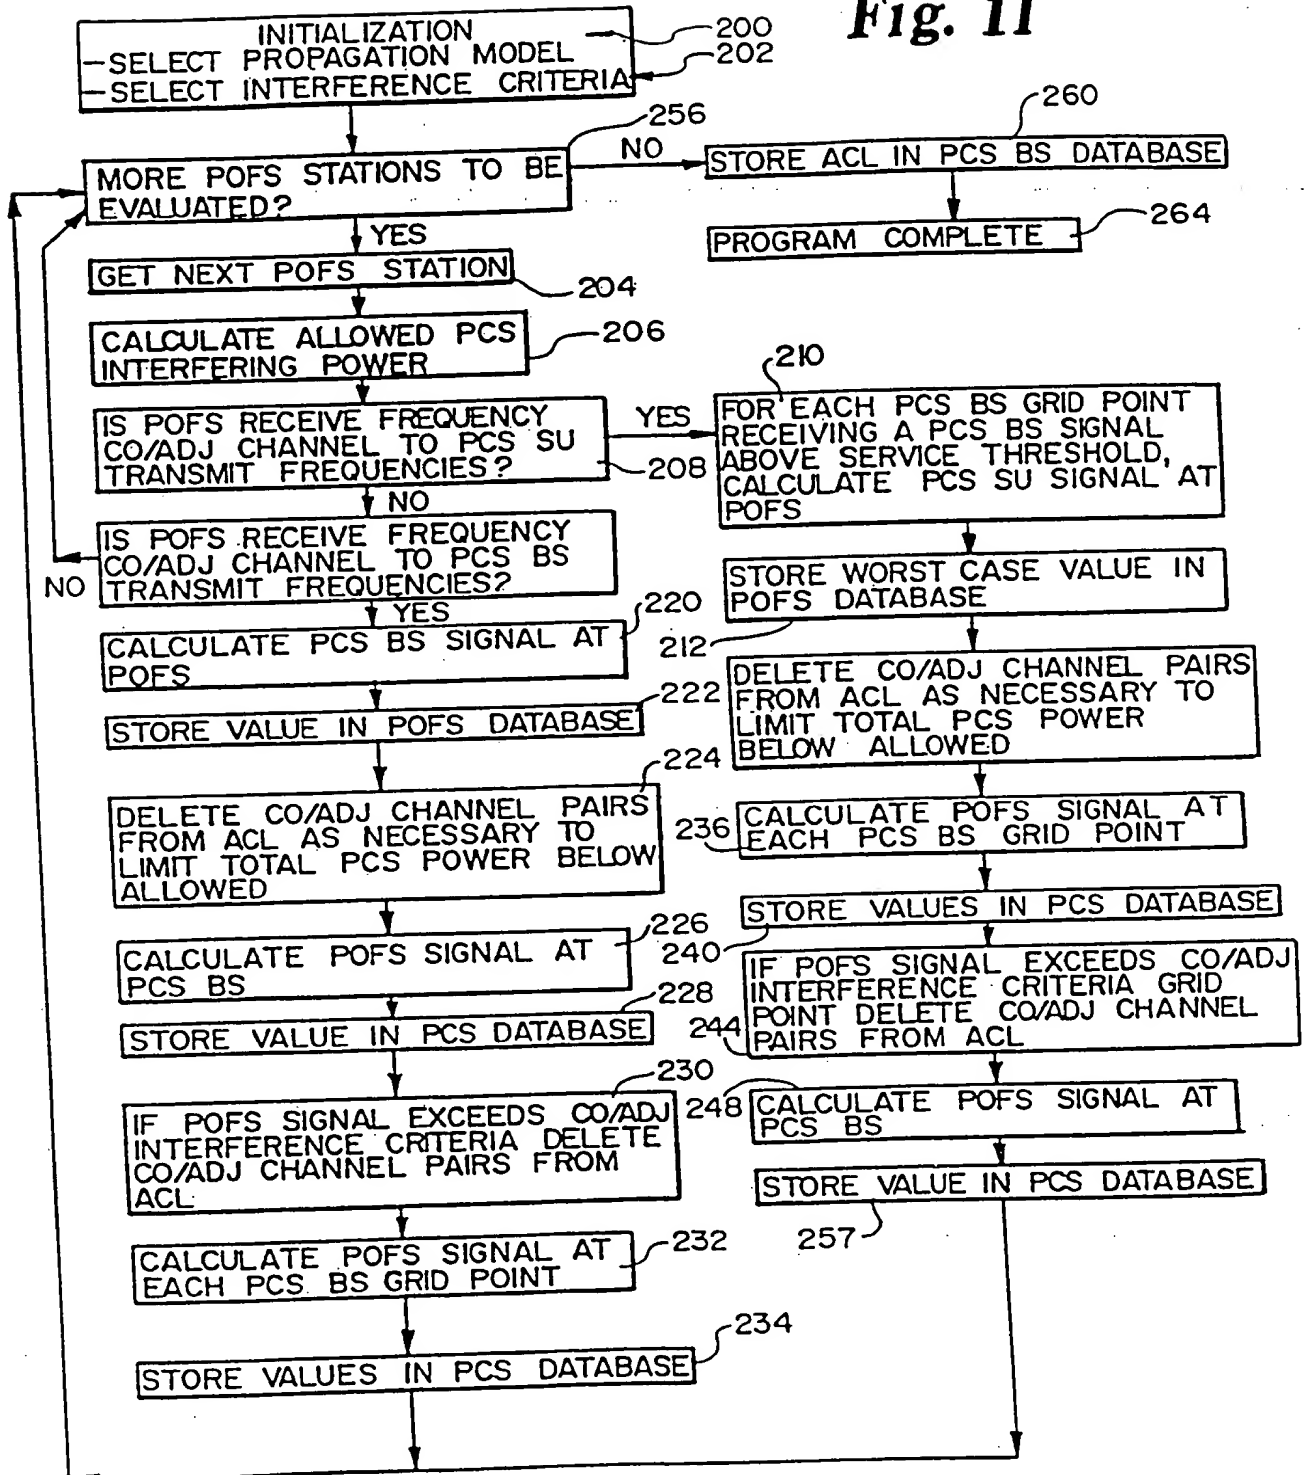 Fig. 11
INITIALIZATION
200
-SELECT PROPAGATION MODEL
-SELECT INTERFERENCE CRITERIA
202
256
MORE POFS STATIONS TO BE
EVALUATED?
NO
260
STORE ACL IN PCS BS DATABASE
264
PROGRAM COMPLETE
YES
GET NEXT POFS STATION
204
CALCULATE ALLOWED PCS
INTERFERING POWER
206
IS POFS RECEIVE FREQUENCY
CO/ADJ CHANNEL TO PCS SU
TRANSMIT FREQUENCIES?
208
YES
NO
IS POFS RECEIVE FREQUENCY
CO/ADJ CHANNEL TO PCS BS
TRANSMIT FREQUENCIES?
NO
YES
220
CALCULATE PCS BS SIGNAL AT
POFS
222
STORE VALUE IN POFS DATABASE
224
DELETE CO/ADJ CHANNEL PAIRS
FROM ACL AS NECESSARY TO
LIMIT TOTAL PCS POWER BELOW
ALLOWED
226
CALCULATE POFS SIGNAL AT
PCS BS
228
STORE VALUE IN PCS DATABASE
230
IF POFS SIGNAL EXCEEDS CO/ADJ
INTERFERENCE CRITERIA DELETE
CO/ADJ CHANNEL PAIRS FROM
ACL
CALCULATE POFS SIGNAL AT
EACH PCS BS GRID POINT
232
234
STORE VALUES IN PCS DATABASE
210
FOR EACH PCS BS GRID POINT
RECEIVING A PCS BS SIGNAL
ABOVE SERVICE THRESHOLD,
CALCULATE PCS SU SIGNAL AT
POFS
STORE WORST CASE VALUE IN
POFS DATABASE
212
DELETE CO/ADJ CHANNEL PAIRS
FROM ACL AS NECESSARY TO
LIMIT TOTAL PCS POWER
BELOW ALLOWED
236
CALCULATE POFS SIGNAL AT
EACH PCS BS GRID POINT
STORE VALUES IN PCS DATABASE
240
IF POFS SIGNAL EXCEEDS CO/ADJ
INTERFERENCE CRITERIA GRID
POINT DELETE CO/ADJ CHANNEL
PAIRS FROM ACL
244
248
CALCULATE POFS SIGNAL AT
PCS BS
STORE VALUE IN PCS DATABASE
257